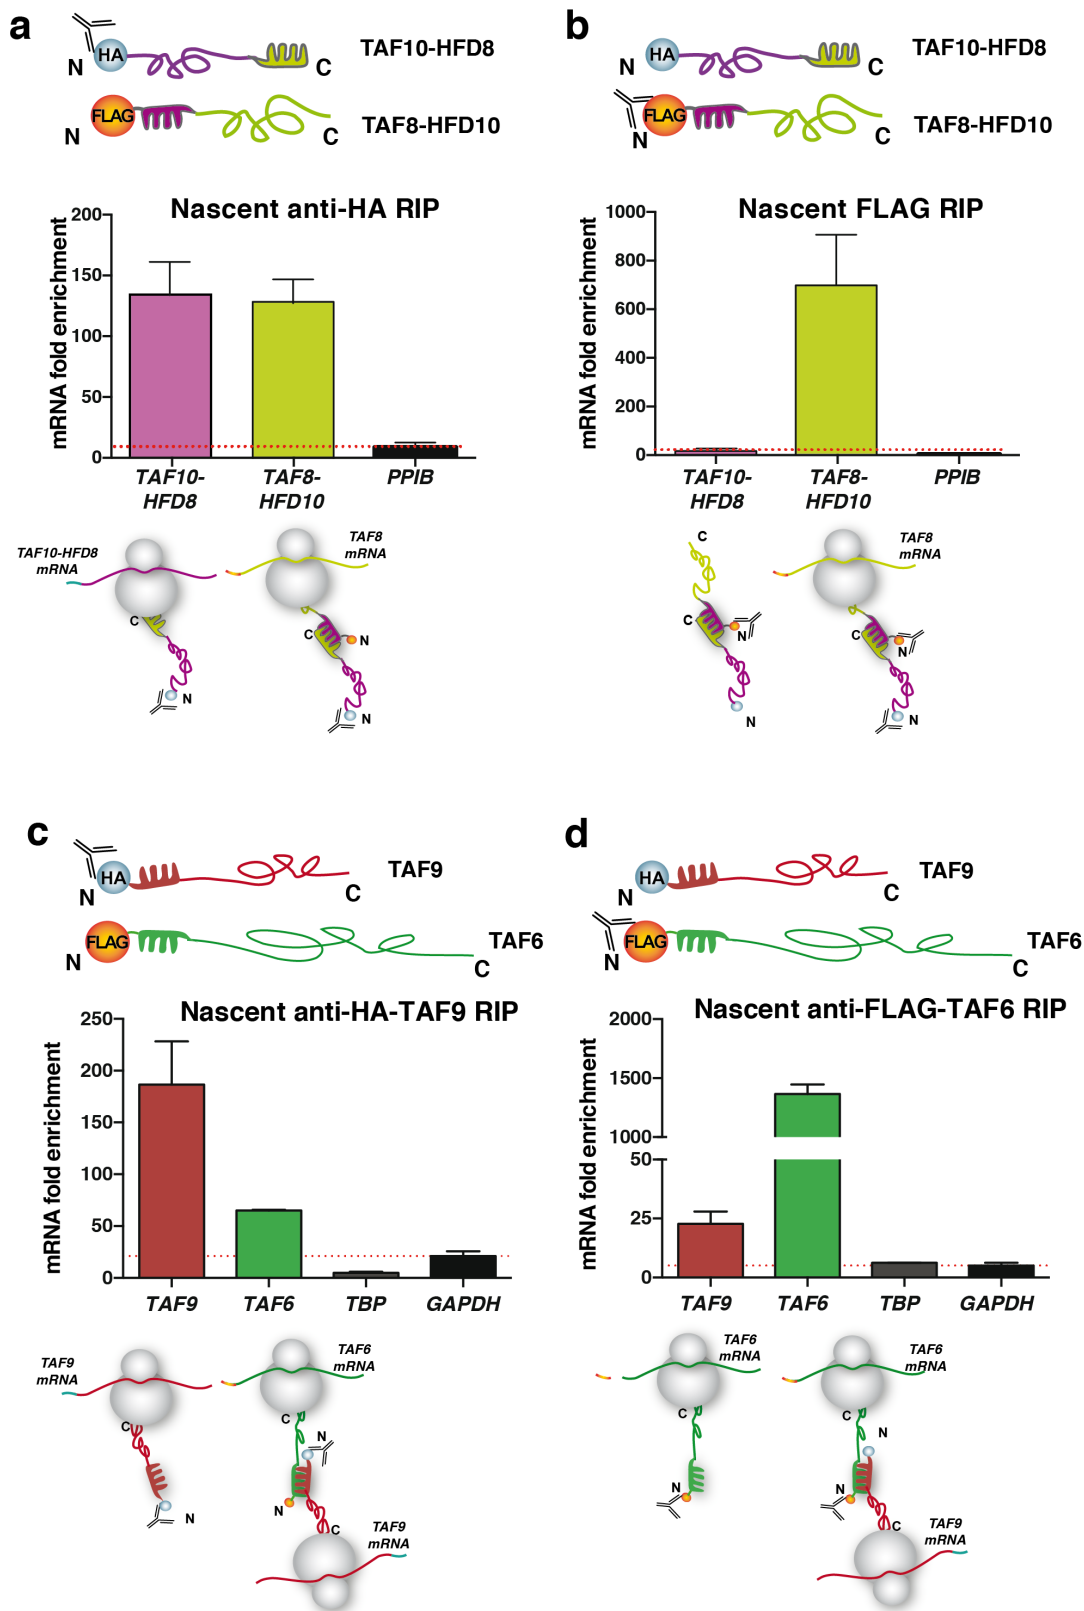 a
HA
N
C
TAF10-HFD8
FLAG
N
C
TAF8-HFD10
Nascent anti-HA RIP
mRNA fold enrichment
200
150
100
50
0
TAF10-
HFD8
TAF8-
HFD10
PPIB
TAF10-HFD8
mRNA
C
N
TAF8
mRNA
C
N
N
b
HA
N
C
TAF10-HFD8
FLAG
N
C
TAF8-HFD10
Nascent FLAG RIP
mRNA fold enrichment
1000
800
600
400
200
0
TAF10-
HFD8
TAF8-
HFD10
PPIB
C
C
N
N
TAF8
mRNA
C
N
N
c
HA
N
C
TAF9
FLAG
N
C
TAF6
Nascent anti-HA-TAF9 RIP
mRNA fold enrichment
250
200
150
100
50
0
TAF9
TAF6
TBP
GAPDH
TAF9
mRNA
C
N
TAF6
mRNA
C
N
N
C
TAF9
mRNA
d
HA
N
C
TAF9
FLAG
N
C
TAF6
Nascent anti-FLAG-TAF6 RIP
mRNA fold enrichment
2000
1500
1000
50
25
0
TAF9
TAF6
TBP
GAPDH
TAF6
mRNA
C
N
TAF6
mRNA
C
N
N
C
TAF9
mRNA